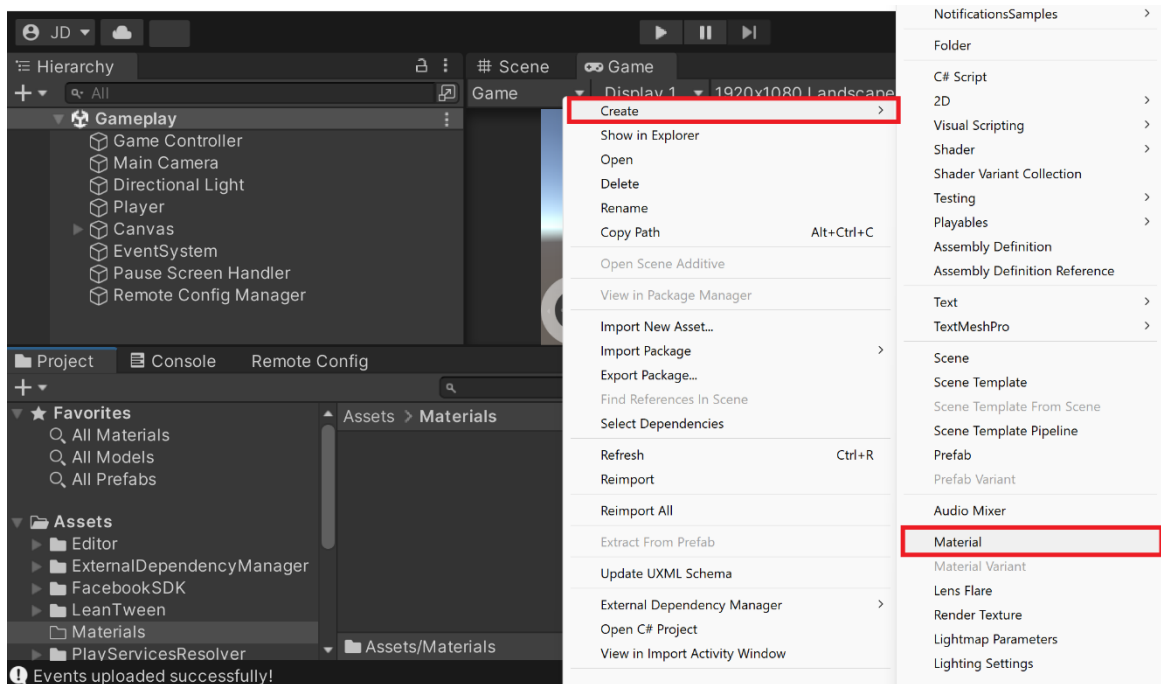 JD
Hierarchy
All
Gameplay
Game Controller
Main Camera
Directional Light
Player
Canvas
EventSystem
Pause Screen Handler
Remote Config Manager
# Scene
Game
Game
Display 1
1920x1080 Landscape
Project
Console
Remote Config
Favorites
All Materials
All Models
All Prefabs
Assets
Editor
ExternalDependencyManager
FacebookSDK
LeanTween
Materials
PlayServicesResolver
Assets > Materials
Assets/Materials
Events uploaded successfully!
Create >
Show in Explorer
Open
Delete
Rename
Copy Path Alt+Ctrl+C
Open Scene Additive
View in Package Manager
Import New Asset...
Import Package >
Export Package...
Find References In Scene
Select Dependencies
Refresh Ctrl+R
Reimport
Reimport All
Extract From Prefab
Update UXML Schema
External Dependency Manager >
Open C# Project
View in Import Activity Window
NotificationsSamples >
Folder
C# Script
2D >
Visual Scripting >
Shader >
Shader Variant Collection
Testing >
Playables >
Assembly Definition
Assembly Definition Reference
Text >
TextMeshPro >
Scene
Scene Template
Scene Template From Scene
Scene Template Pipeline
Prefab
Prefab Variant
Audio Mixer
Material
Material Variant
Lens Flare
Render Texture
Lightmap Parameters
Lighting Settings